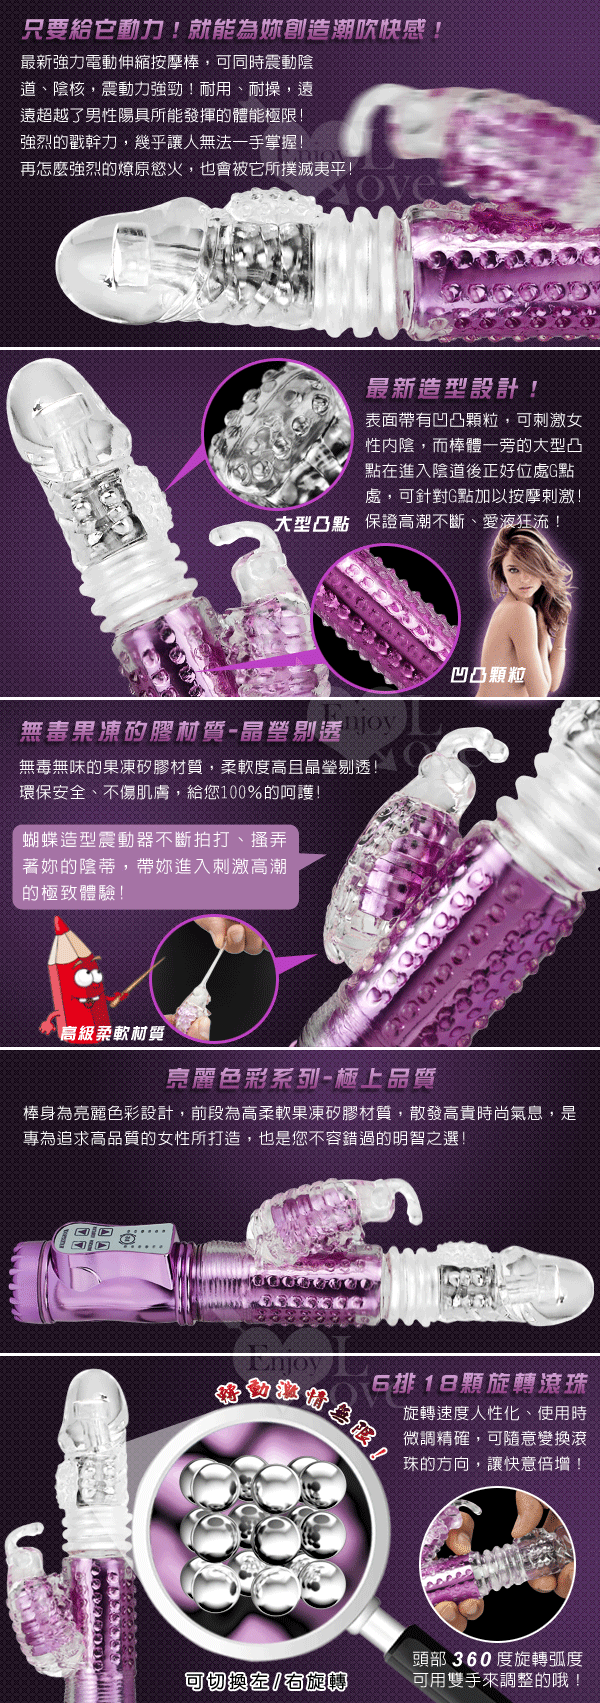 只要給它動力！就能為妳創造潮吹快感！
最新強力電動伸縮按摩棒，可同時震動陰
道、陰核，震動力強勁！耐用、耐操，遠
遠超越了男性陽具所能發揮的體能極限!
強烈的戳幹力，幾乎讓人無法一手掌握!
再怎麼強烈的燎原慾火，也會被它所撲滅夷平!
Love
最新造型設計！
表面帶有凹凸顆粒，可刺激女
性內陰，而棒體一旁的大型凸
點在進入陰道後正好位處G點
處，可針對G點加以按摩刺激!
保證高潮不斷、愛液狂流！
大型凸點
凹凸顆粒
Enjoy Love
無毒果凍矽膠材質-晶瑩剔透
無毒無味的果凍矽膠材質，柔軟度高且晶瑩剔透!
環保安全、不傷肌膚，給您100%的呵護!
蝴蝶造型震動器不斷拍打、搔弄
著妳的陰蒂，帶妳進入刺激高潮
的極致體驗!
高級柔軟材質
亮麗色彩系列-極上品質
棒身為亮麗色彩設計，前段為高柔軟果凍矽膠材質，散發高貴時尚氣息，是
專為追求高品質的女性所打造，也是您不容錯過的明智之選!
Enjoy Love
轉動激情無限!
6排18顆旋轉滾珠
旋轉速度人性化、使用時
微調精確，可隨意變換滾
珠的方向，讓快意倍增！
可切換左/右旋轉
頭部360度旋轉弧度
可用雙手來調整的哦！